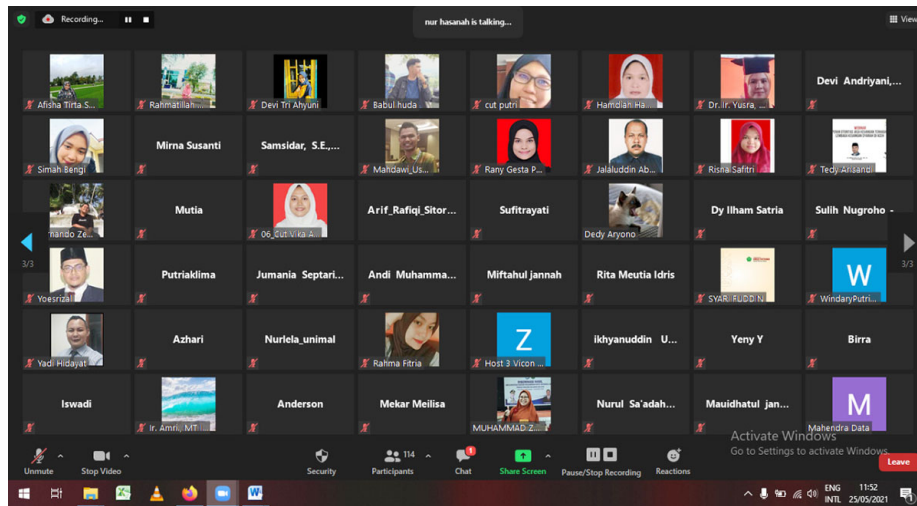 Recording...
nur hasanah is talking...
View
Afisha Tirta S...
Rahmatillah ...
Devi Tri Ahyuni
Babul huda
cut putri
Hamdiah Ha...
Dr. Ir. Yusra, ...
Devi Andriyani,...
Simah Bengi
Mirna Susanti
Samsidar, S.E.,...
Mahdawi_Us...
Rany Gesta P...
Jalaluddin Ab...
Risna Safitri
Tedy Arisandi
Amando Ze...
Mutia
06_Cut Vika A...
Arif_Rafiqi_Sitor...
Sufitrayati
Dedy Aryono
Dy Ilham Satria
Sulih Nugroho -
3/3
3/3
Yoesrizal
Putriaklima
Jumania Septari...
Andi Muhamma...
Miftahul jannah
Rita Meutia Idris
SYARIFUDDIN
W
WindaryPutri...
Yadi Hidayat
Azhari
Nurlela_unimal
Rahma Fitria
Z
Host 3 Vicon ...
ikhyanuddin U...
Yeny Y
Birra
Iswadi
Ir. Amri,. MT
Anderson
Mekar Meilisa
MUHAMMAD Z...
Nurul Sa'adah...
Mauidhatul jan...
M
Mahendra Data
Activate Windows
Go to Settings to activate Windows.
Unmute
Stop Video
Security
114
Participants
1
Chat
Share Screen
Pause/Stop Recording
Reactions
Leave
ENG
INTL
11:52
25/05/2021